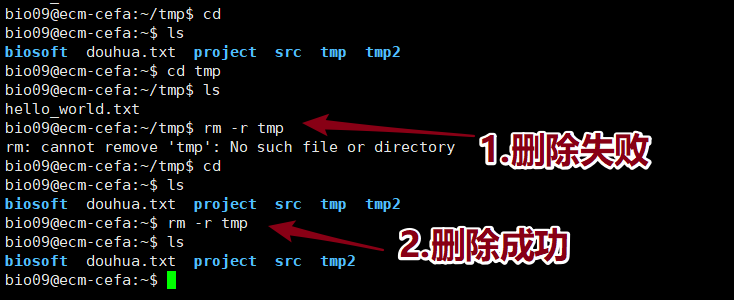 bio09@ecm-cefa:~/tmp$ cd
bio09@ecm-cefa:~$ ls
biosoft  douhua.txt  project  src  tmp  tmp2
bio09@ecm-cefa:~$ cd tmp
bio09@ecm-cefa:~/tmp$ ls
hello_world.txt
bio09@ecm-cefa:~/tmp$ rm -r tmp
rm: cannot remove 'tmp': No such file or directory
1.删除失败
bio09@ecm-cefa:~/tmp$ cd
bio09@ecm-cefa:~$ ls
biosoft  douhua.txt  project  src  tmp  tmp2
bio09@ecm-cefa:~$ rm -r tmp
2.删除成功
bio09@ecm-cefa:~$ ls
biosoft  douhua.txt  project  src  tmp2
bio09@ecm-cefa:~$